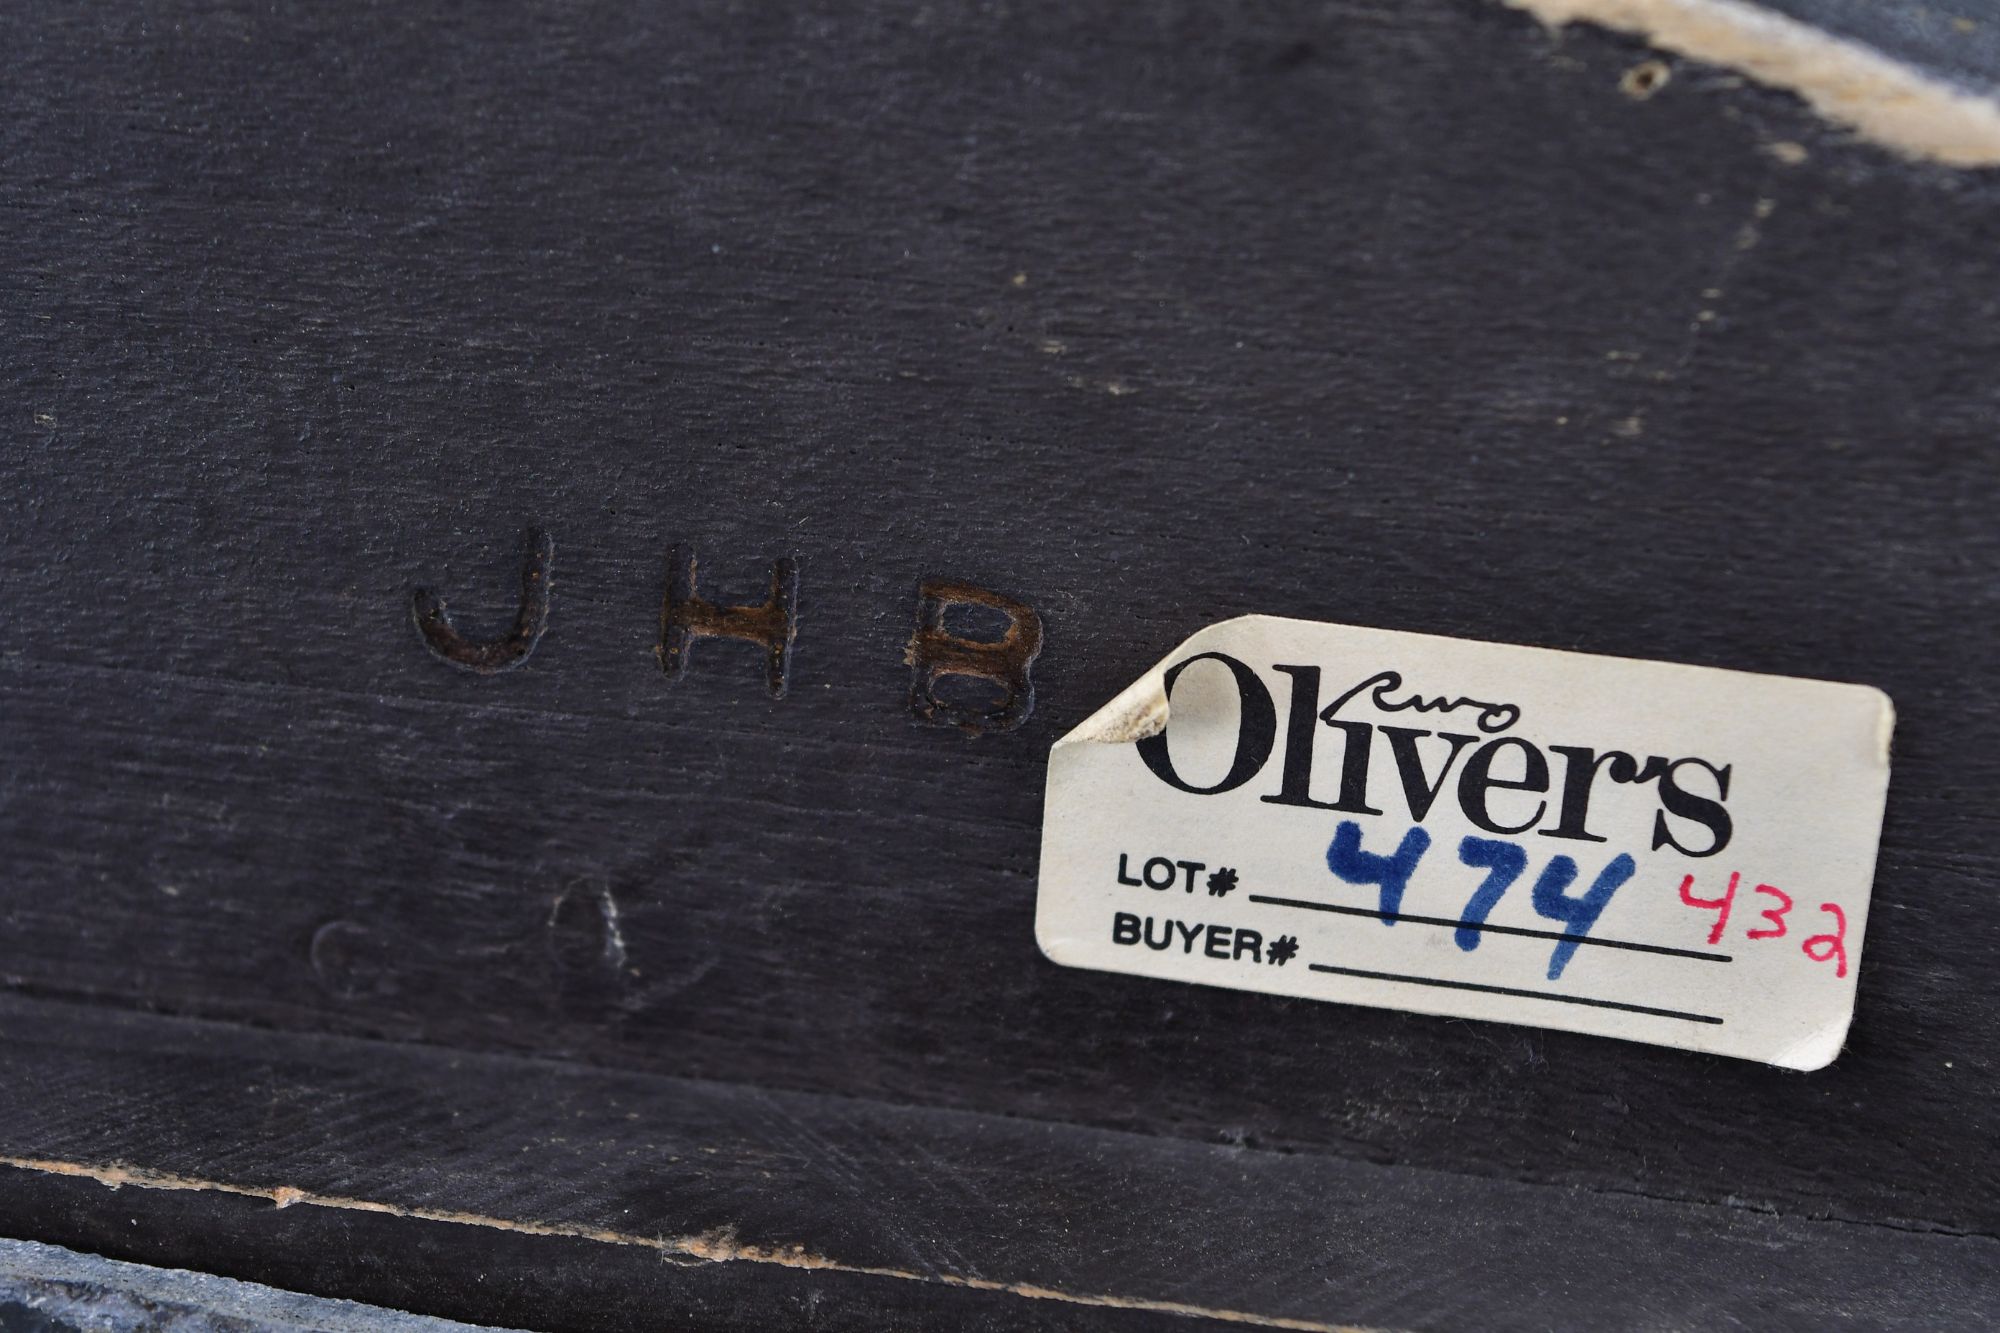 JHB
Oliver's
LOT# 474 432
BUYER#